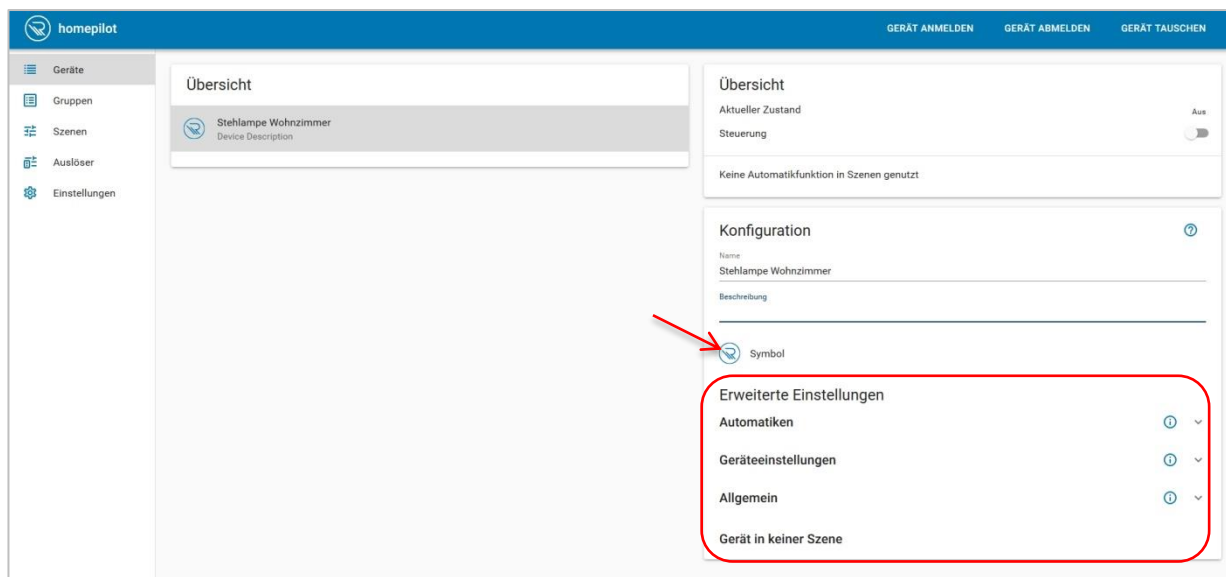 homepilot
GERÄT ANMELDEN GERÄT ABMELDEN GERÄT TAUSCHEN
Geräte
Gruppen
Szenen
Auslöser
Einstellungen
Übersicht
Stehlampe Wohnzimmer
Device Description
Übersicht
Aktueller Zustand Aus
Steuerung
Keine Automatikfunktion in Szenen genutzt
Konfiguration
Name
Stehlampe Wohnzimmer
Beschreibung
Symbol
Erweiterte Einstellungen
Automatiken
Geräteeinstellungen
Allgemein
Gerät in keiner Szene